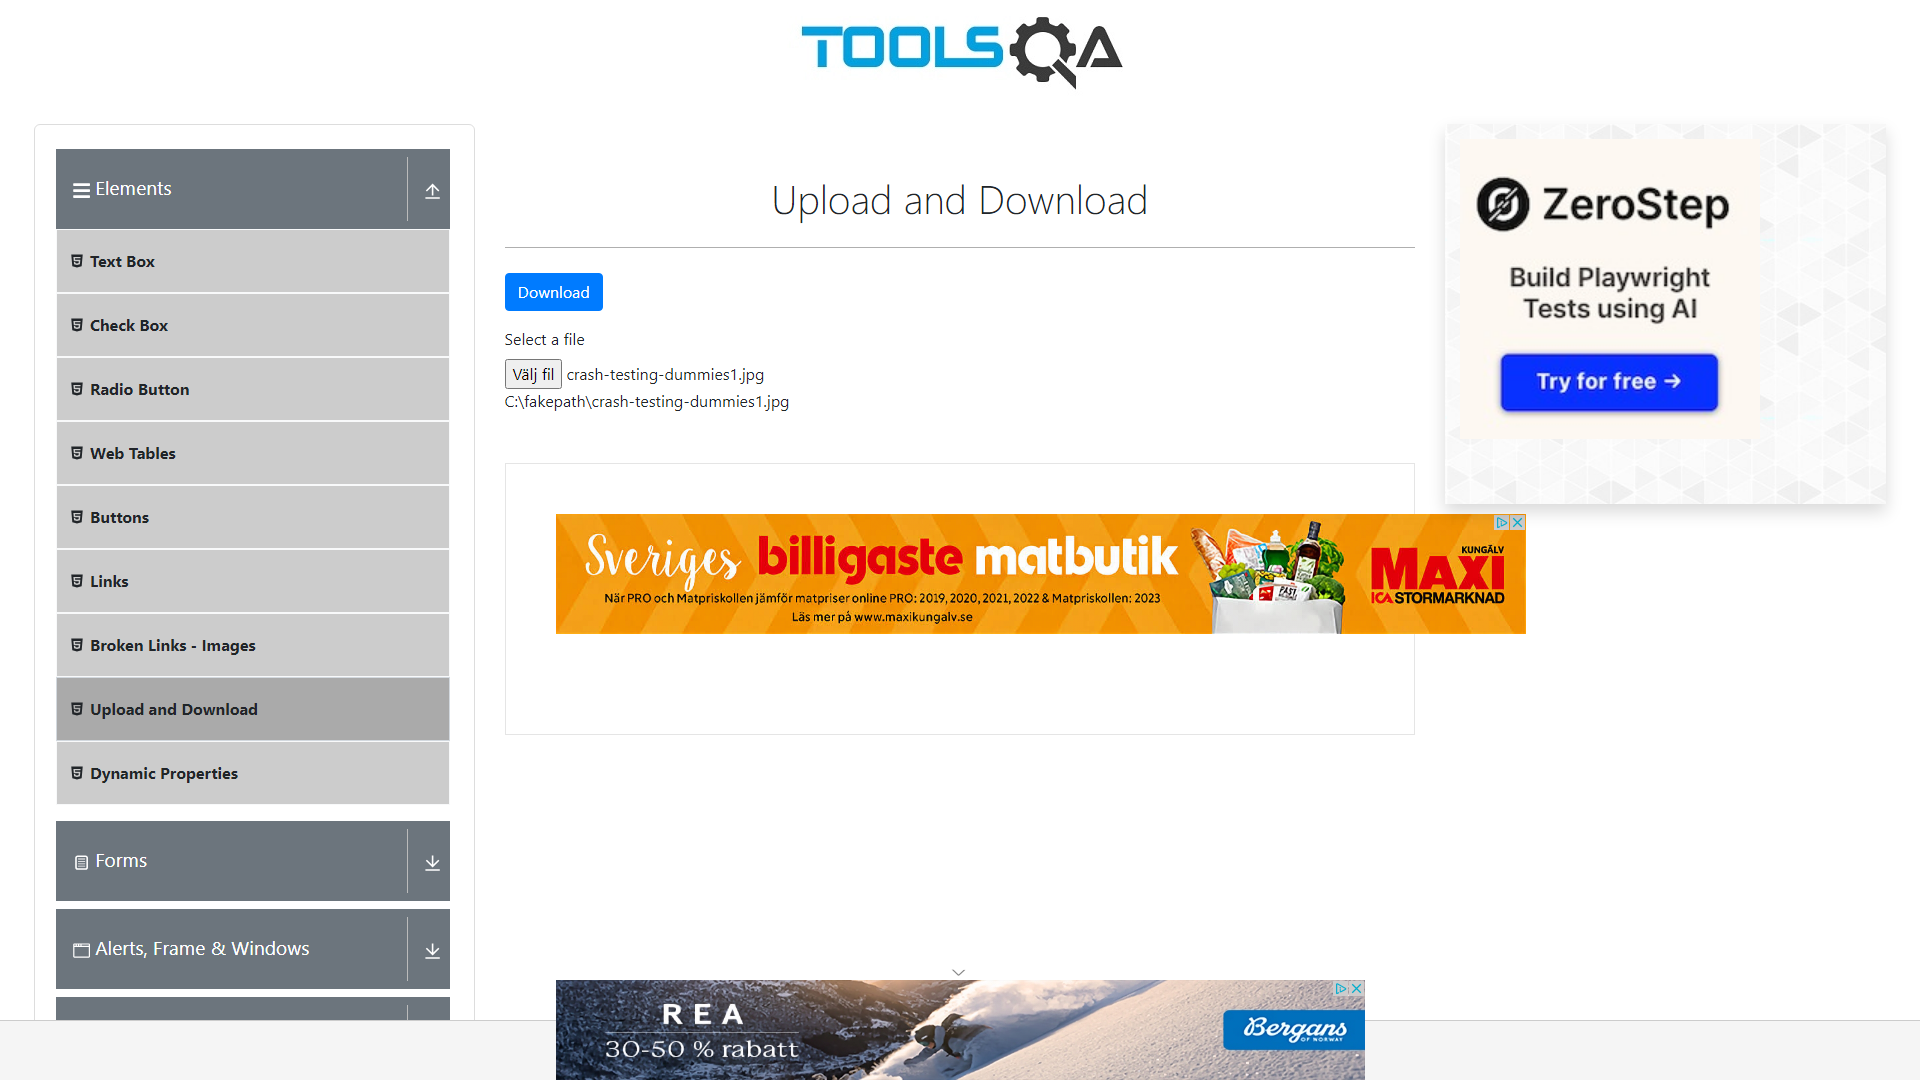 TOOLSQA
Elements
Text Box
Check Box
Radio Button
Web Tables
Buttons
Links
Broken Links - Images
Upload and Download
Dynamic Properties
Forms
Alerts, Frame & Windows
Upload and Download
Download
Select a file
Välj fil crash-testing-dummies1.jpg
C:\fakepath\crash-testing-dummies1.jpg
Sveriges billigaste matbutik
När PRO och Matpriskollen jämför matpriser online PRO: 2019, 2020, 2021, 2022 & Matpriskollen: 2023
Läs mer på www.maxikungalv.se
KUNGÄLV
MAXI
ICA STORMARKNAD
REA
30-50 % rabatt
Bergans
OF NORWAY
ZeroStep
Build Playwright
Tests using AI
Try for free →